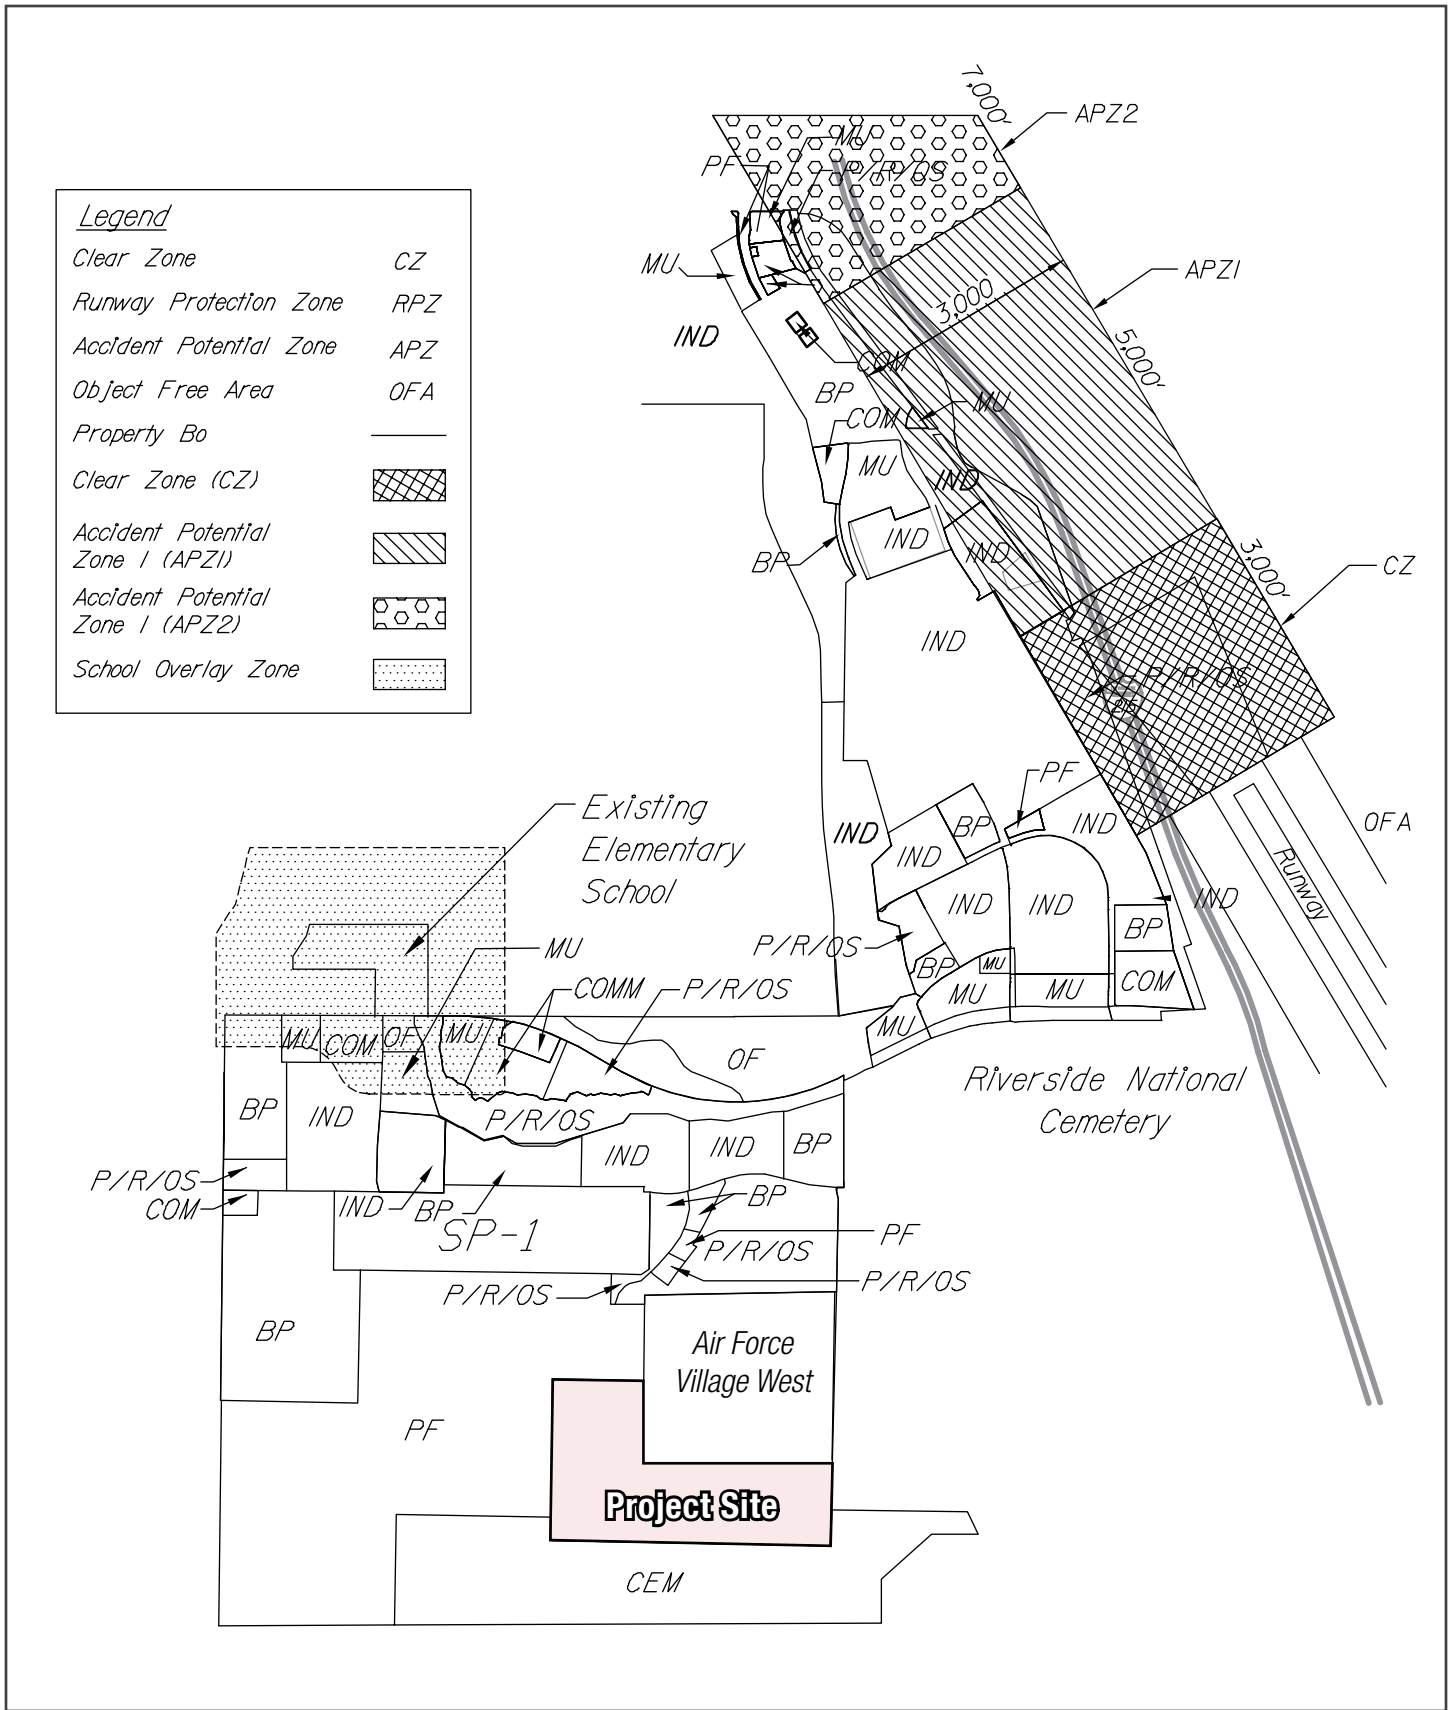 7,000'
APZ2
MU
PF
P/R/OS
Legend
Clear Zone CZ
Runway Protection Zone RPZ
Accident Potential Zone APZ
Object Free Area OFA
Property Bo
Clear Zone (CZ)
Accident Potential
Zone I (APZ1)
Accident Potential
Zone I (APZ2)
School Overlay Zone
MU
APZ1
3,000
IND
5,000'
COM
BP
MU
COM
MU
IND
IND
IND
BP
3,000'
CZ
IND
P/R/OS
215
PF
IND
OFA
BP
IND
IND
Existing
Elementary
School
Runway
IND
IND
IND
BP
P/R/OS
BP
MU
COM
MU
MU
MU
MU
COMM
P/R/OS
MU
COM
OF
MU
OF
Riverside National
Cemetery
BP
IND
P/R/OS
IND
IND
BP
P/R/OS
COM
IND
BP
BP
SP-1
PF
P/R/OS
P/R/OS
P/R/OS
BP
Air Force
Village West
PF
Project Site
CEM